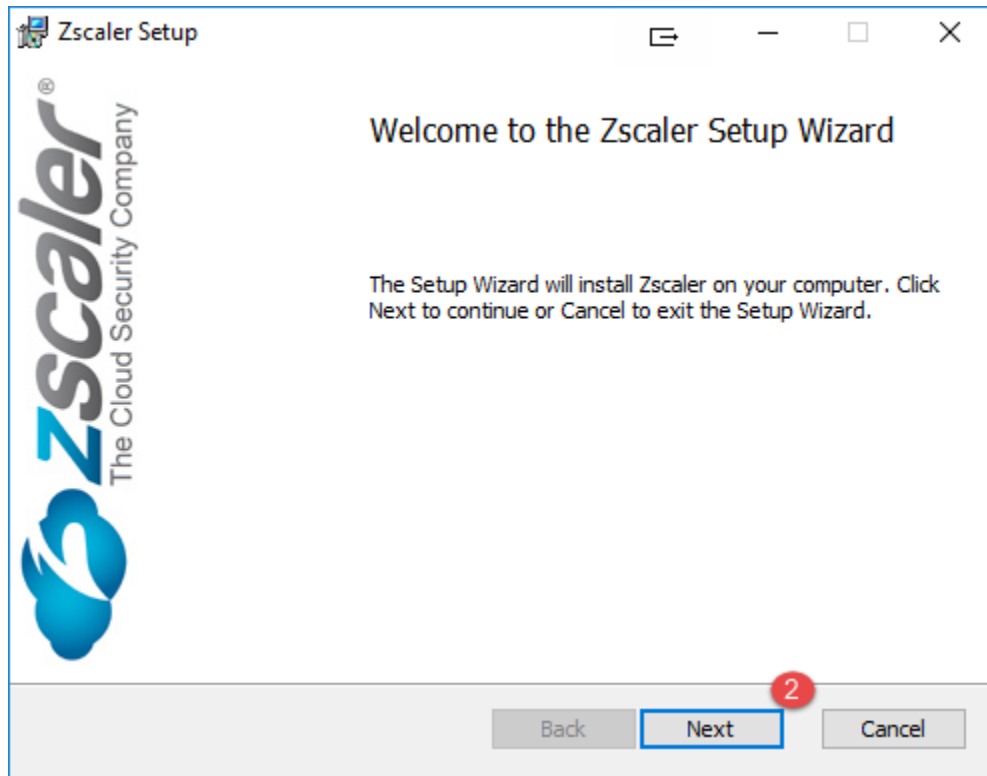 Zscaler Setup
zscaler®
The Cloud Security Company
Welcome to the Zscaler Setup Wizard
The Setup Wizard will install Zscaler on your computer. Click
Next to continue or Cancel to exit the Setup Wizard.
2
Back
Next
Cancel